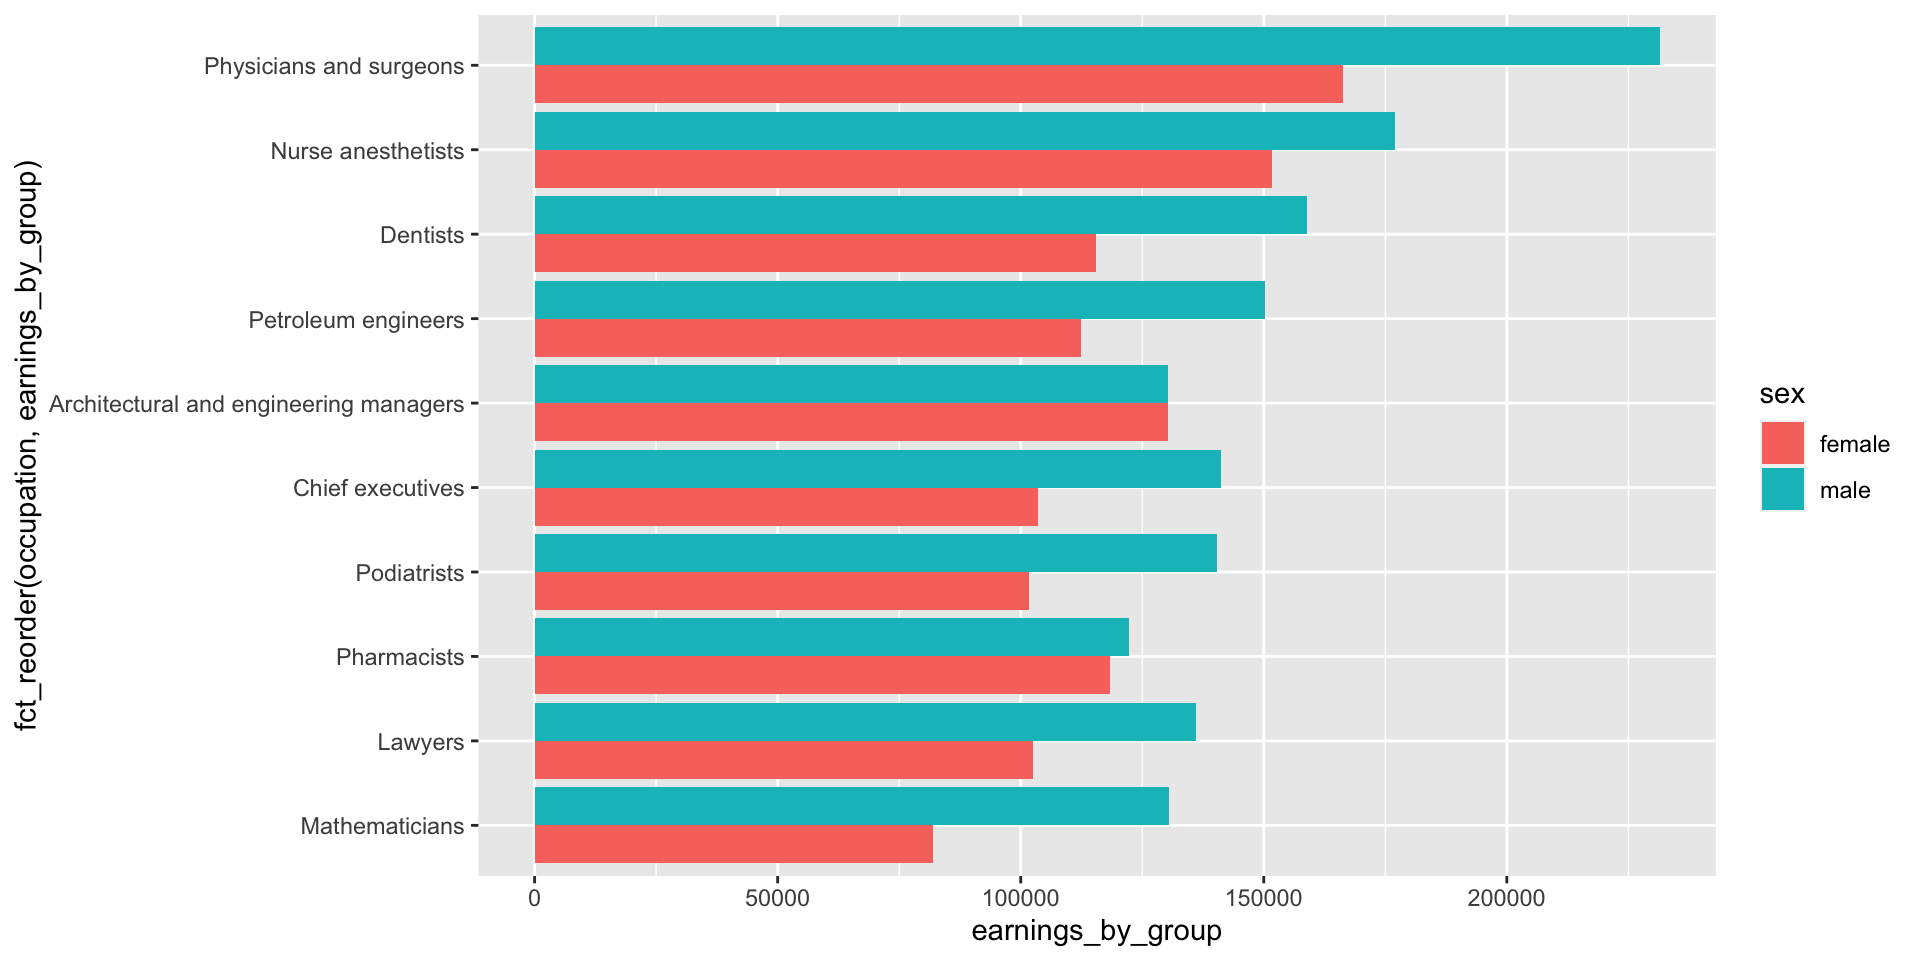 fct_reorder(occupation, earnings_by_group)
Physicians and surgeons
Nurse anesthetists
Dentists
Petroleum engineers
Architectural and engineering managers
Chief executives
Podiatrists
Pharmacists
Lawyers
Mathematicians
0 50000 100000 150000 200000
earnings_by_group
sex
female
male